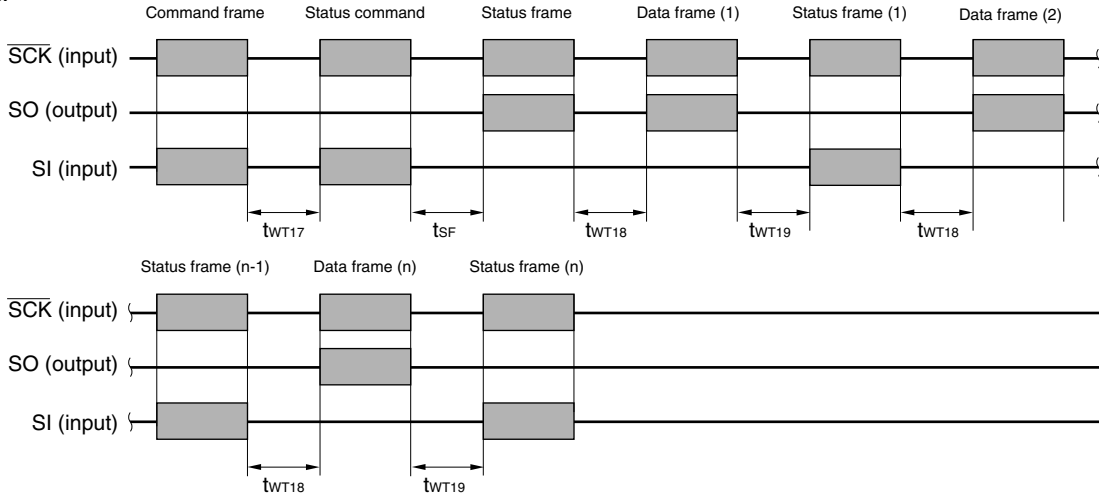 Command frame Status command Status frame Data frame (1) Status frame (1) Data frame (2)
SCK (input)
SO (output)
SI (input)
tWT17 tSF tWT18 tWT19 tWT18
Status frame (n-1) Data frame (n) Status frame (n)
SCK (input)
SO (output)
SI (input)
tWT18 tWT19